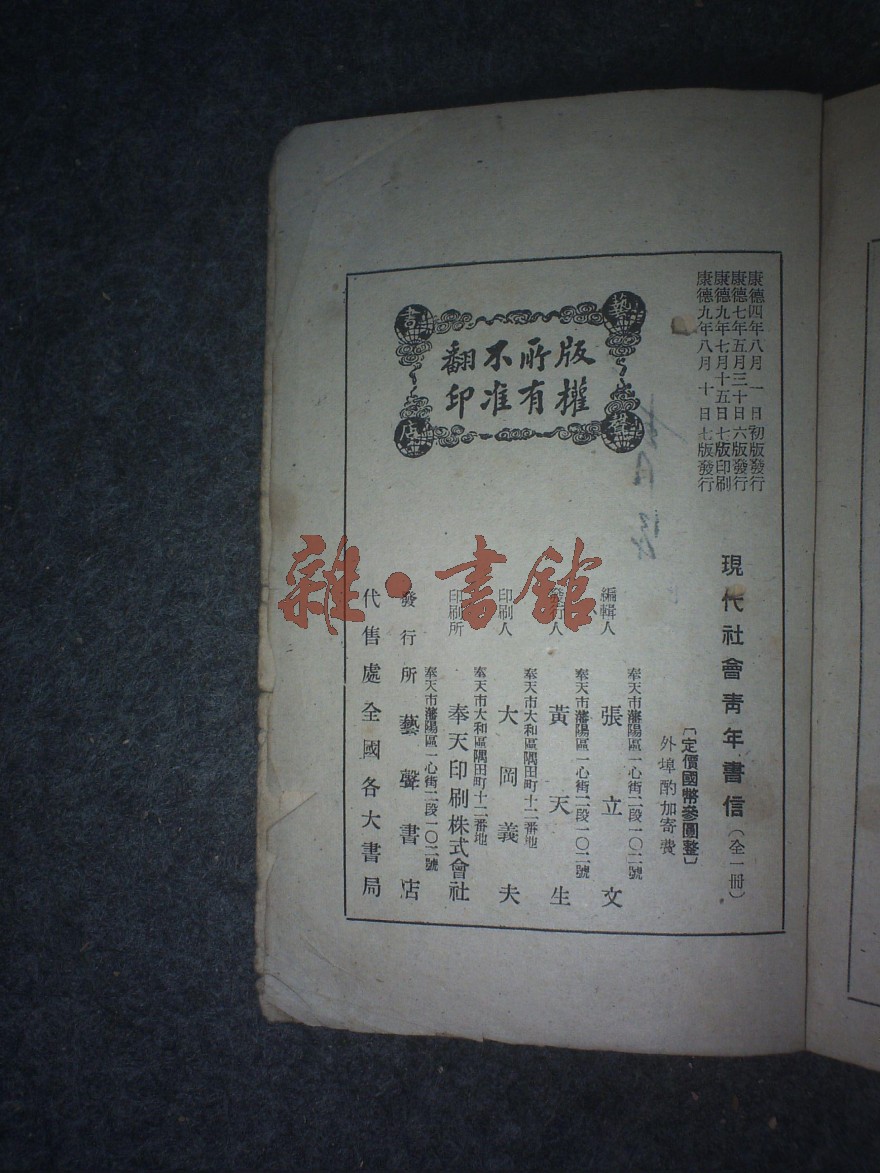 康德四年八月一日初版發行
康德七年五月三十日六版發行
康德九年七月十五日七版印刷
康德九年八月十日七版發行
藝聲書店
版權所有
不准翻印
現代社會靑年書信(全一冊)
〔定價國幣參圓整〕
外埠酌加寄費
編輯人
奉天市瀋陽區一心街二段一〇二號
張立文
發行人
奉天市瀋陽區一心街二段一〇二號
黃天生
印刷人
奉天市大和區隅田町十二番地
大岡義夫
印刷所
奉天市大和區隅田町十二番地
奉天印刷株式會社
發行所
奉天市瀋陽區一心街二段一〇二號
藝聲書店
代售處全國各大書局
雜·書館